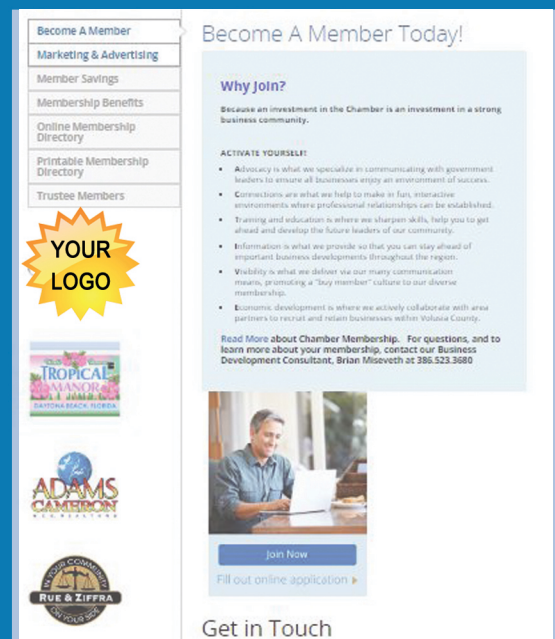 Become A Member
Marketing & Advertising
Member Savings
Membership Benefits
Online Membership
Directory
Printable Membership
Directory
Trustee Members
YOUR
LOGO
TROPICAL
MANOR
DAYTONA BEACH, FLORIDA
ADAMS
CAMERON
IN YOUR COMMUNITY
RUE & ZIFFRA
ON YOUR SIDE
Become A Member Today!
Why Join?
Because an investment in the Chamber is an investment in a strong
business community.
ACTIVATE YOURSELF!
• Advocacy is what we specialize in communicating with government
leaders to ensure all businesses enjoy an environment of success.
• Connections are what we help to make in fun, interactive
environments where professional relationships can be established.
• Training and education is where we sharpen skills, help you to get
ahead and develop the future leaders of our community.
• Information is what we provide so that you can stay ahead of
important business developments throughout the region.
• Visibility is what we deliver via our many communication
means, promoting a "buy member" culture to our diverse
membership.
• Economic development is where we actively collaborate with area
partners to recruit and retain businesses within Volusia County.
Read More about Chamber Membership. For questions, and to
learn more about your membership, contact our Business
Development Consultant, Brian Miseveth at 386.523.3680
Join Now
Fill out online application
Get in Touch